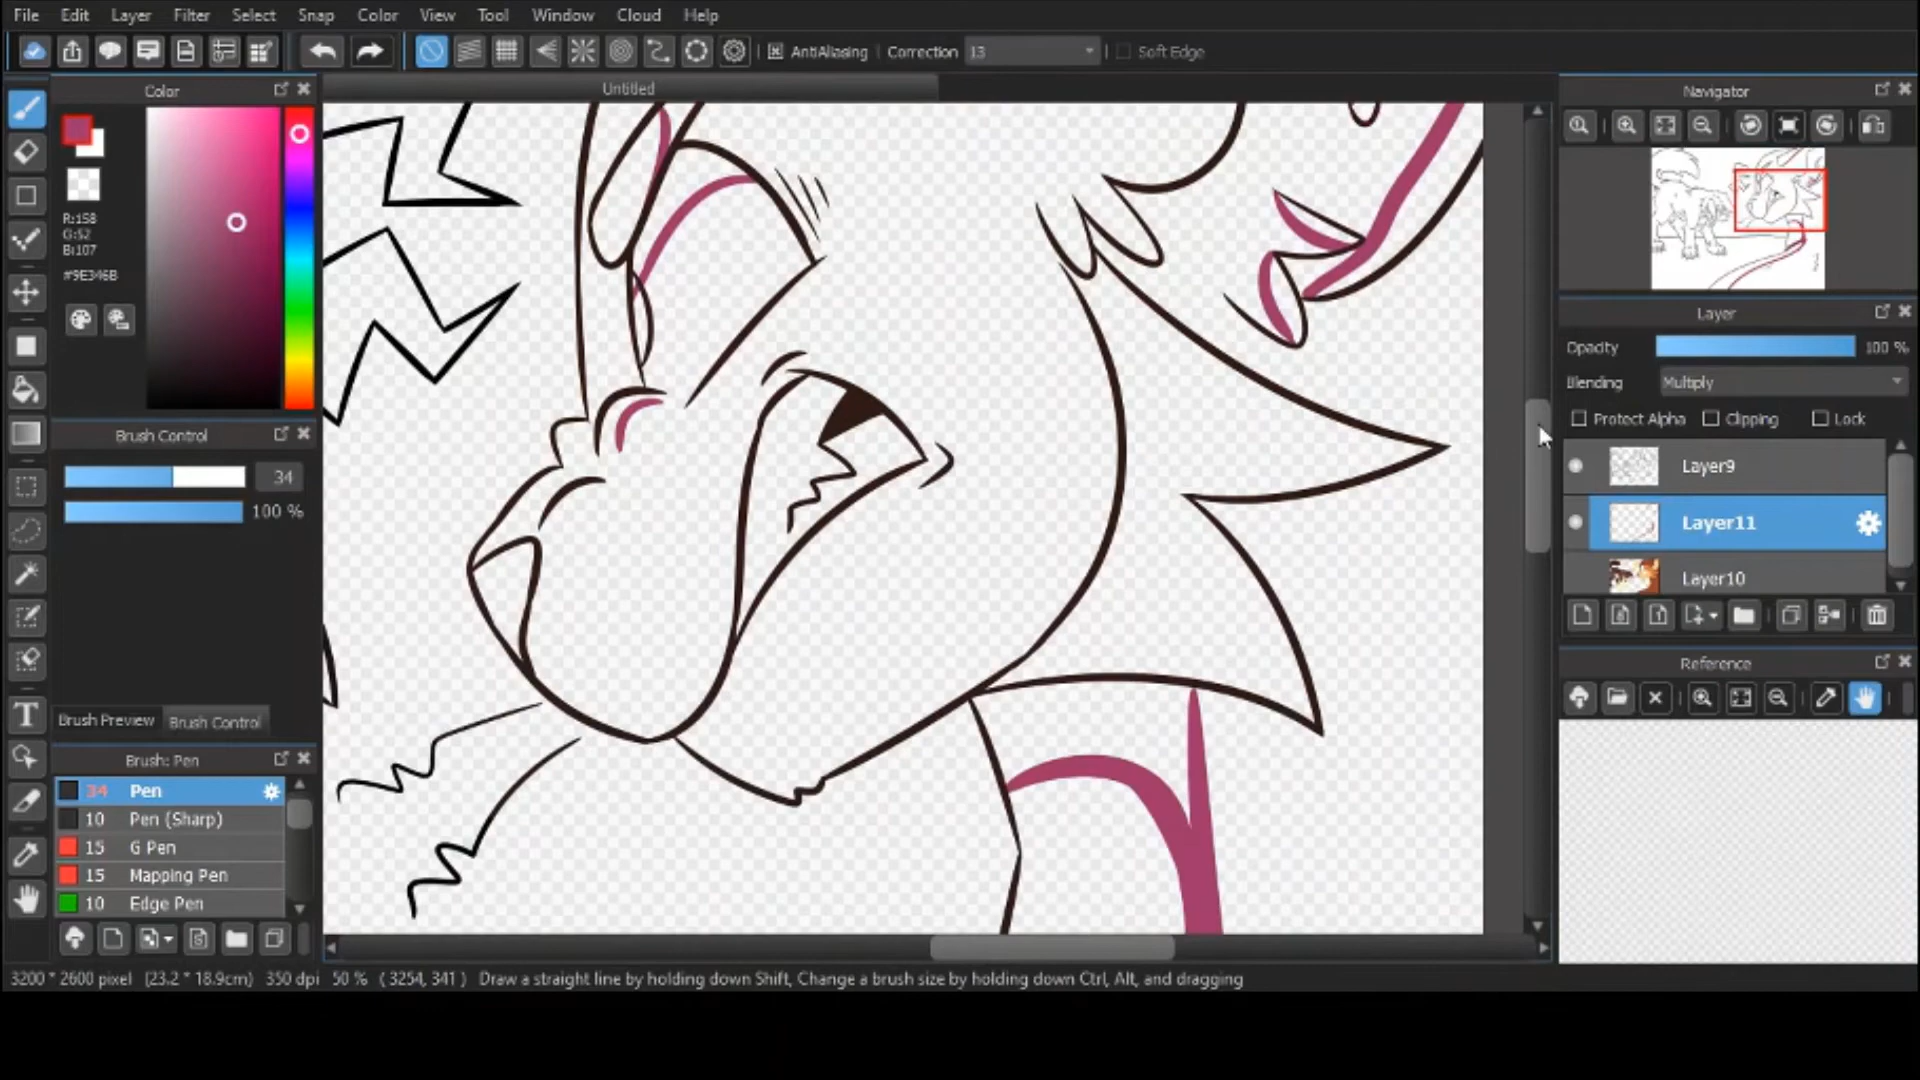 File Edit Layer Filter Select Snap Color View Tool Window Cloud Help
AntiAliasing Correction 13 Soft Edge
Color
Untitled
Navigator
R:158
G:52
B:107
#9E346B
Layer
Opacity 100 %
Blending Multiply
Protect Alpha Clipping Lock
Brush Control
34
100 %
Layer9
Layer11
Layer10
Reference
Brush Preview Brush Control
Brush: Pen
34 Pen
10 Pen (Sharp)
15 G Pen
15 Mapping Pen
10 Edge Pen
3200 * 2600 pixel (23.2 * 18.9cm) 350 dpi 50 % ( 3254, 341 ) Draw a straight line by holding down Shift, Change a brush size by holding down Ctrl, Alt, and dragging